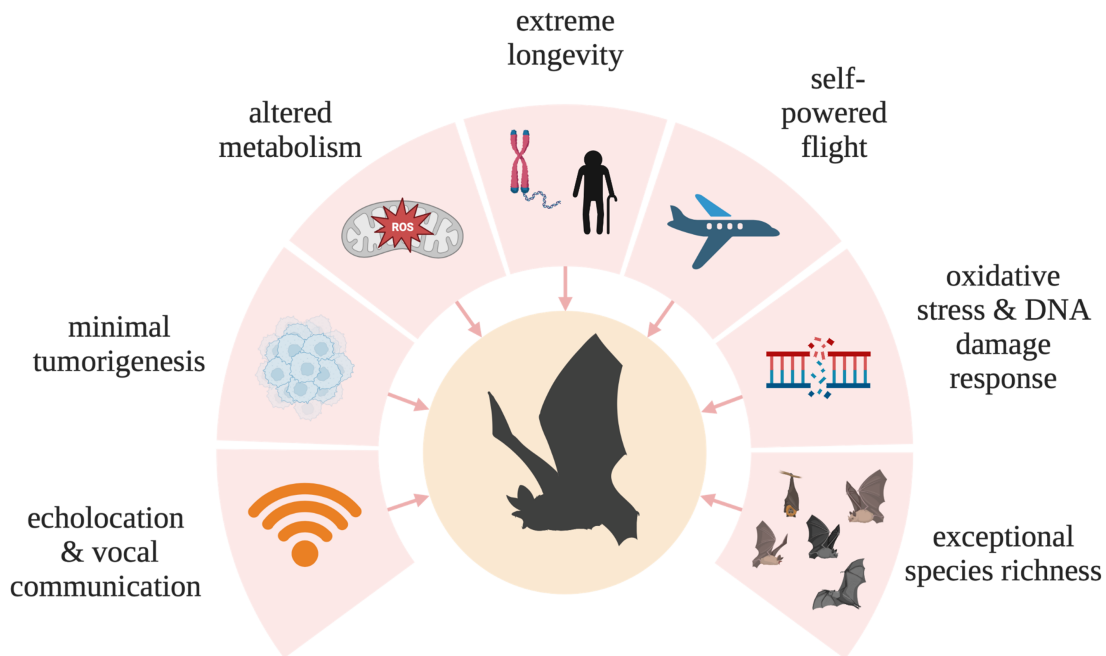 extreme
longevity
self-
powered
flight
altered
metabolism
ROS
oxidative
stress & DNA
damage
response
minimal
tumorigenesis
echolocation
& vocal
communication
exceptional
species richness